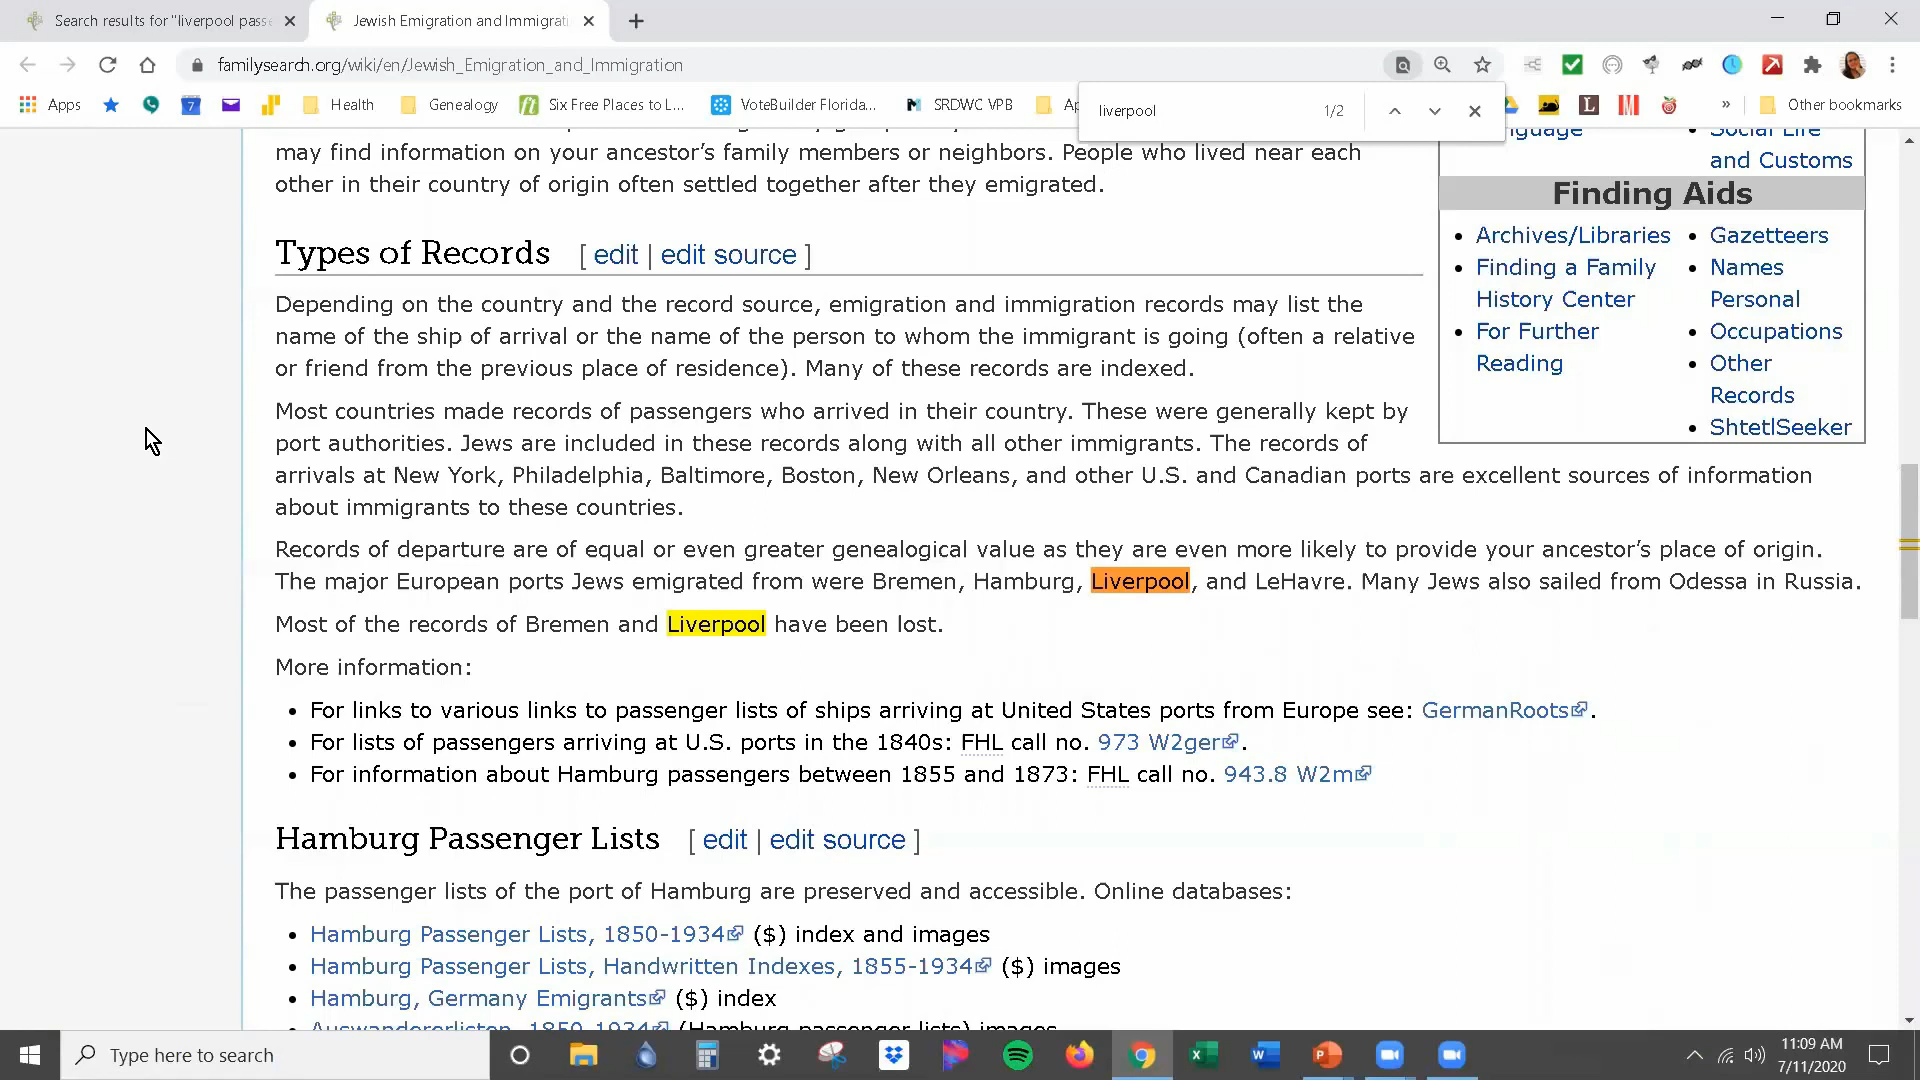 Search results for "liverpool pass
Jewish Emigration and Immigrati
familysearch.org/wiki/en/Jewish_Emigration_and_Immigration
Apps
Health
Genealogy
Six Free Places to L...
VoteBuilder Florida...
SRDWC VPB
Ap
Other bookmarks
liverpool 1/2
may find information on your ancestor's family members or neighbors. People who lived near each
other in their country of origin often settled together after they emigrated.
Types of Records [ edit | edit source ]
Depending on the country and the record source, emigration and immigration records may list the
name of the ship of arrival or the name of the person to whom the immigrant is going (often a relative
or friend from the previous place of residence). Many of these records are indexed.
Most countries made records of passengers who arrived in their country. These were generally kept by
port authorities. Jews are included in these records along with all other immigrants. The records of
arrivals at New York, Philadelphia, Baltimore, Boston, New Orleans, and other U.S. and Canadian ports are excellent sources of information
about immigrants to these countries.
Records of departure are of equal or even greater genealogical value as they are even more likely to provide your ancestor's place of origin.
The major European ports Jews emigrated from were Bremen, Hamburg, Liverpool, and LeHavre. Many Jews also sailed from Odessa in Russia.
Most of the records of Bremen and Liverpool have been lost.
More information:
• For links to various links to passenger lists of ships arriving at United States ports from Europe see: GermanRoots.
• For lists of passengers arriving at U.S. ports in the 1840s: FHL call no. 973 W2ger.
• For information about Hamburg passengers between 1855 and 1873: FHL call no. 943.8 W2m
Hamburg Passenger Lists [ edit | edit source ]
The passenger lists of the port of Hamburg are preserved and accessible. Online databases:
• Hamburg Passenger Lists, 1850-1934 ($) index and images
• Hamburg Passenger Lists, Handwritten Indexes, 1855-1934 ($) images
• Hamburg, Germany Emigrants ($) index
• Auswandererlisten, 1850-1934 (Hamburg passenger lists) images
nguage
• Social Life
and Customs
Finding Aids
• Archives/Libraries
• Finding a Family
History Center
• For Further
Reading
• Gazetteers
• Names
Personal
• Occupations
• Other
Records
• ShtetlSeeker
Type here to search
11:09 AM
7/11/2020